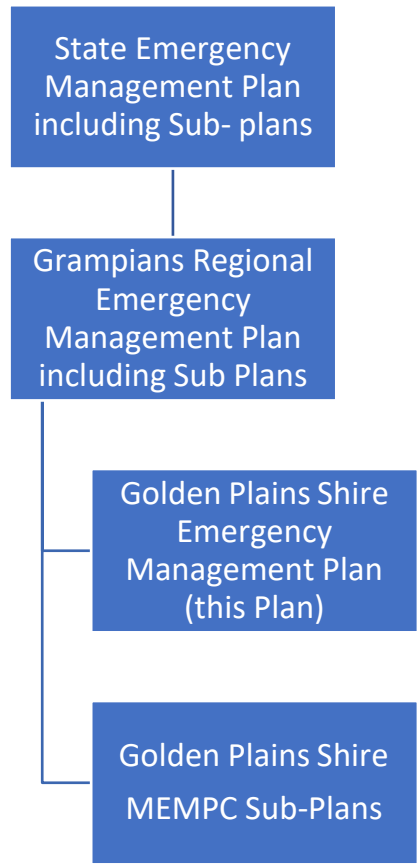 State Emergency
Management Plan
including Sub- plans
Grampians Regional
Emergency
Management Plan
including Sub Plans
Golden Plains Shire
Emergency
Management Plan
(this Plan)
Golden Plains Shire
MEMPC Sub-Plans